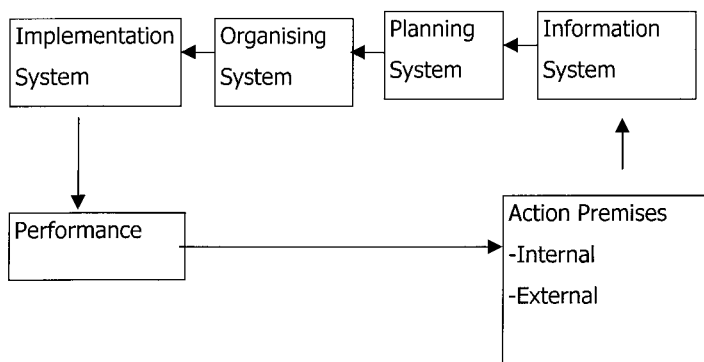 Implementation
System
Organising
System
Planning
System
Information
System
Performance
Action Premises
-Internal
-External